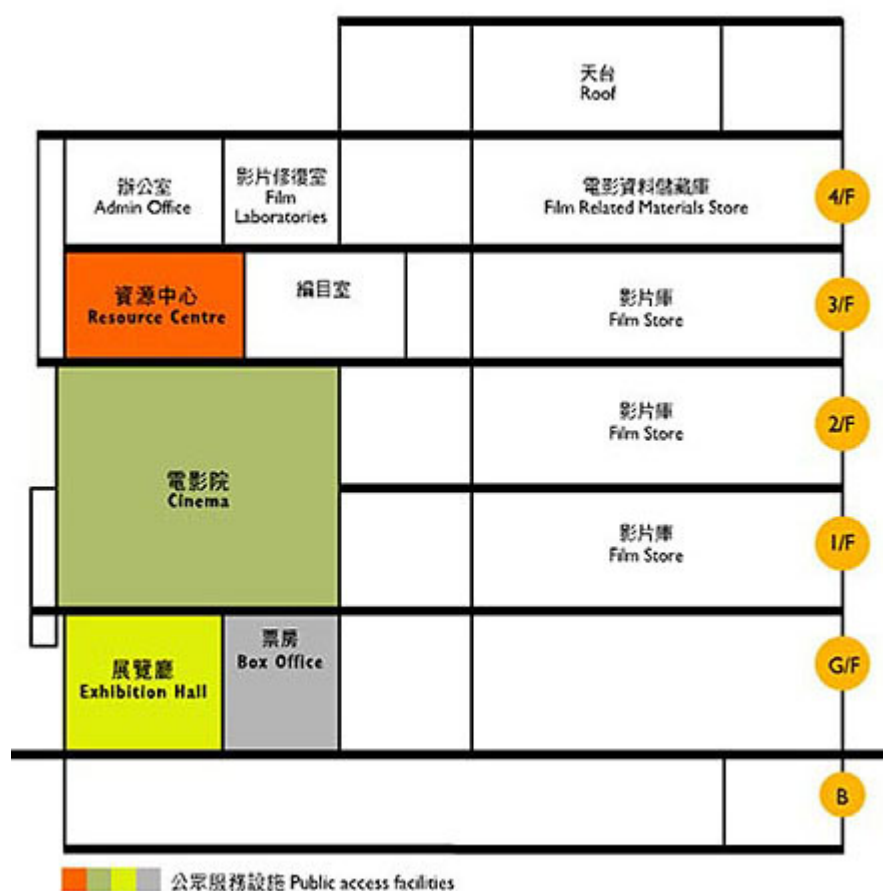 天台
Roof
辦公室
Admin Office
影片修復室
Film
Laboratories
電影資料儲藏庫
Film Related Materials Store
4/F
資源中心
Resource Centre
編目室
影片庫
Film Store
3/F
影片庫
Film Store
2/F
電影院
Cinema
影片庫
Film Store
1/F
展覽廳
Exhibition Hall
票房
Box Office
G/F
B
公眾服務設施 Public access facilities